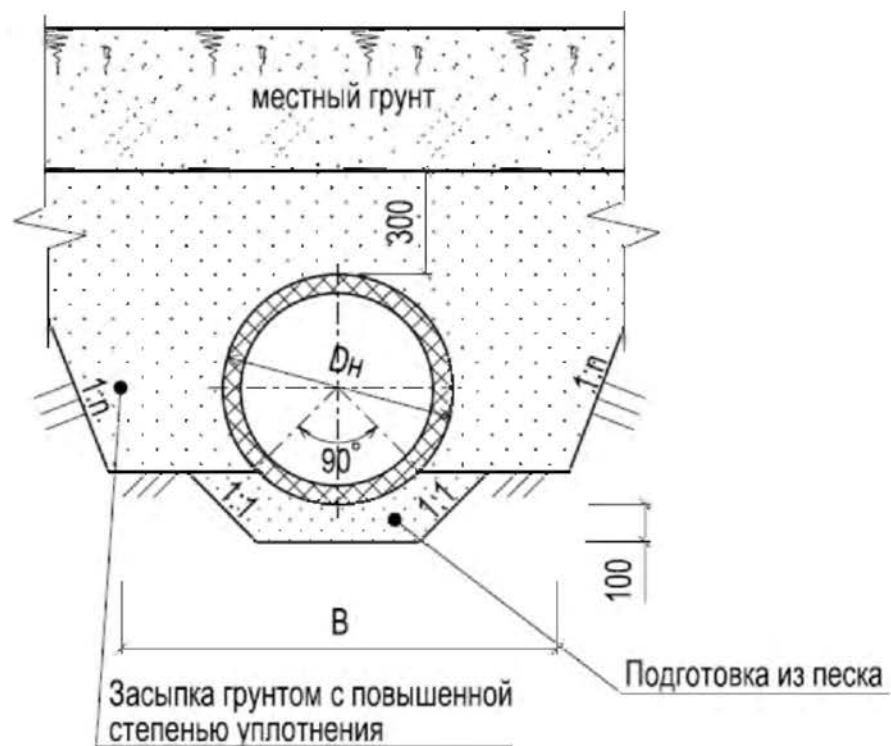 местный грунт
300
Dн
90°
1:n
1:n
1:1
1:1
100
В
Подготовка из песка
Засыпка грунтом с повышенной
степенью уплотнения